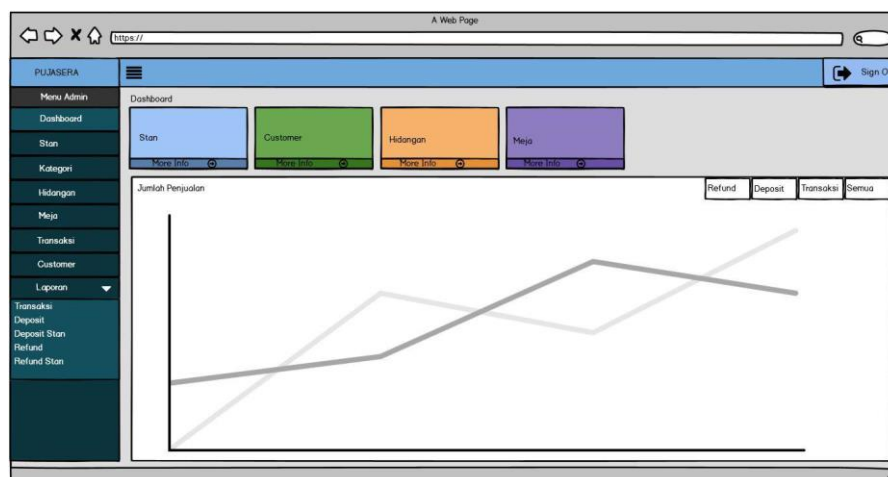 A Web Page
https://
PUJASERA
Sign O
Menu Admin
Dashboard
Stan
Kategori
Hidangan
Meja
Transaksi
Customer
Laporan
Transaksi
Deposit
Deposit Stan
Refund
Refund Stan
Dashboard
Stan
More Info
Customer
More Info
Hidangan
More Info
Meja
More Info
Jumlah Penjualan
Refund
Deposit
Transaksi
Semua